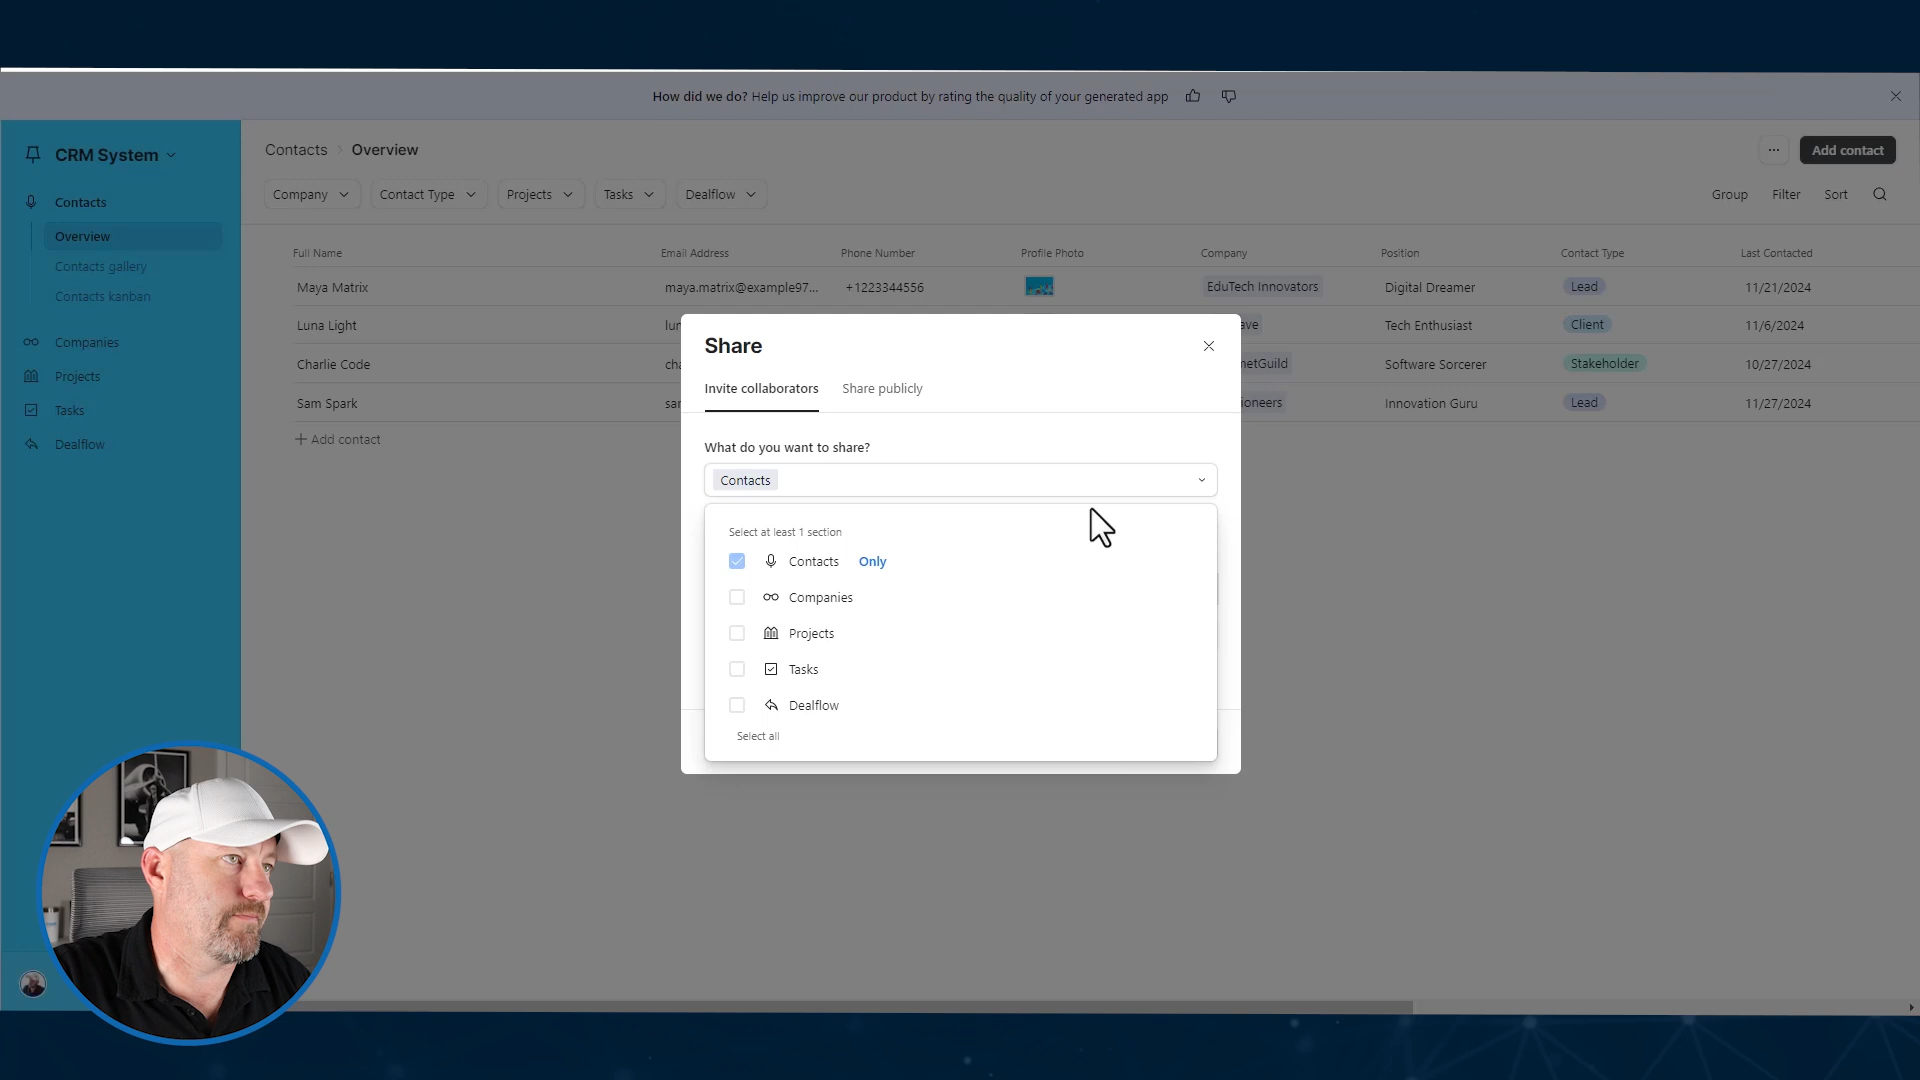 How did we do? Help us improve our product by rating the quality of your generated app
CRM System
Contacts
Overview
Contacts gallery
Contacts kanban
Companies
Projects
Tasks
Dealflow
Contacts > Overview
... Add contact
Company Contact Type Projects Tasks Dealflow
Group Filter Sort
Full Name Email Address Phone Number Profile Photo Company Position Contact Type Last Contacted
Maya Matrix maya.matrix@example97... +1223344556 EduTech Innovators Digital Dreamer Lead 11/21/2024
Luna Light Tech Enthusiast Client 11/6/2024
Charlie Code Software Sorcerer Stakeholder 10/27/2024
Sam Spark Innovation Guru Lead 11/27/2024
+ Add contact
Share
Invite collaborators Share publicly
What do you want to share?
Contacts
Select at least 1 section
Contacts Only
Companies
Projects
Tasks
Dealflow
Select all